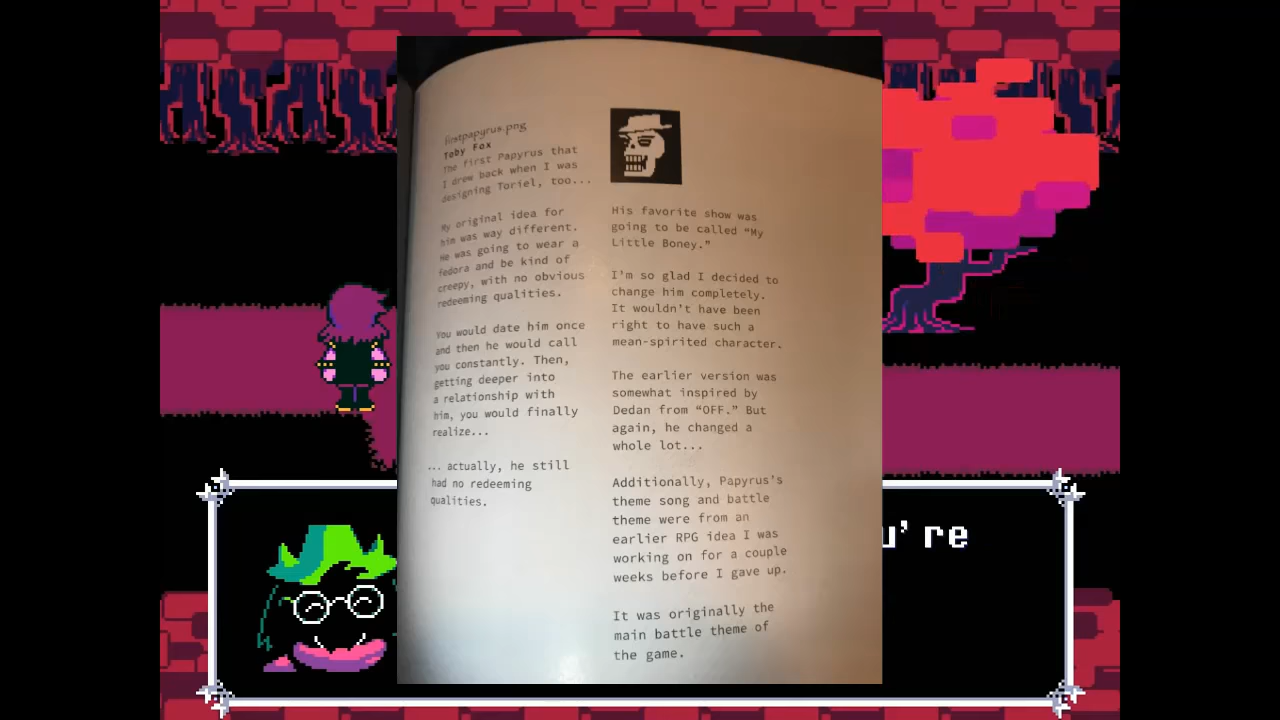 firstpapyrus.png
Toby Fox
The first Papyrus that
I drew back when I was
designing Toriel, too...
My original idea for
him was way different.
He was going to wear a
fedora and be kind of
creepy, with no obvious
redeeming qualities.
You would date him once
and then he would call
you constantly. Then,
getting deeper into
a relationship with
him, you would finally
realize...
... actually, he still
had no redeeming
qualities.
His favorite show was
going to be called “My
Little Boney.”
I'm so glad I decided to
change him completely.
It wouldn't have been
right to have such a
mean-spirited character.
The earlier version was
somewhat inspired by
Dedan from “OFF.” But
again, he changed a
whole lot...
Additionally, Papyrus's
theme song and battle
theme were from an
earlier RPG idea I was
working on for a couple
weeks before I gave up.
It was originally the
main battle theme of
the game.
u're